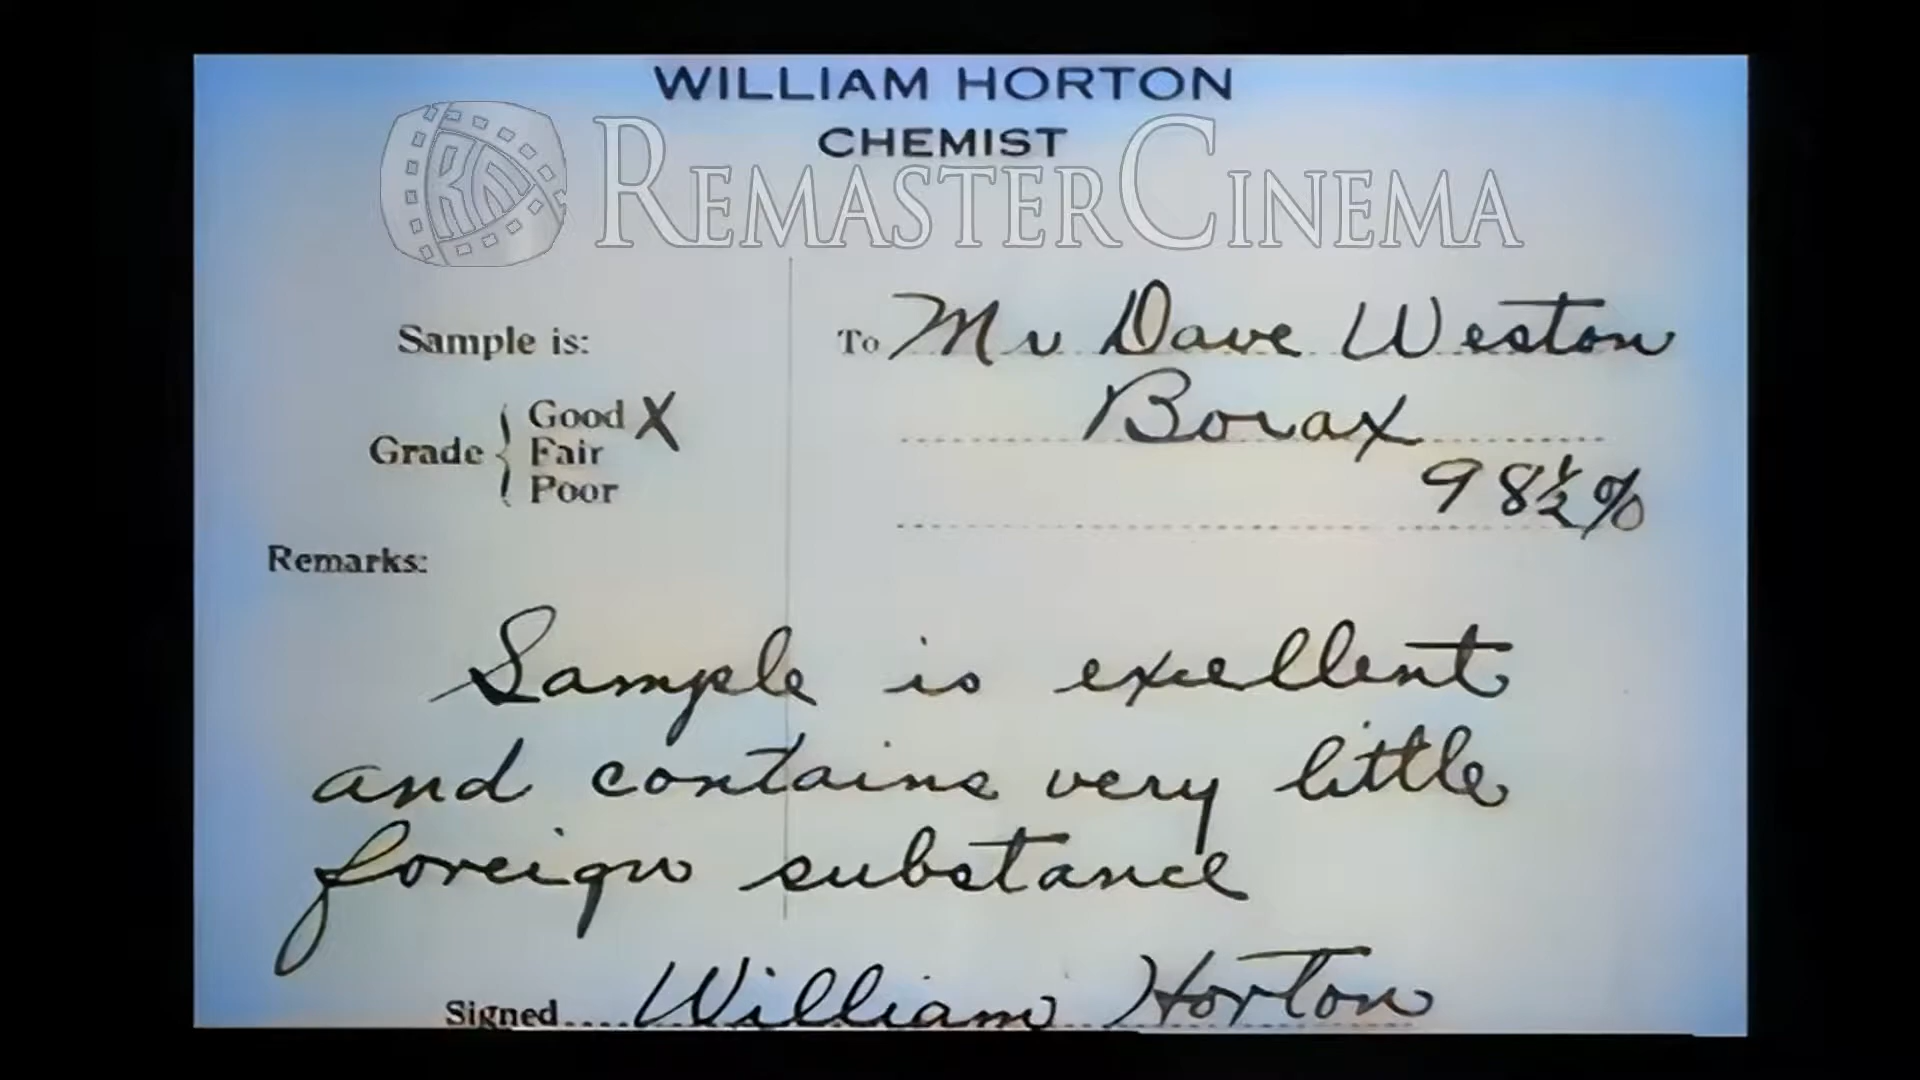 WILLIAM HORTON
CHEMIST
REMASTERCINEMA
Sample is:
Grade
Good X
Fair
Poor
To Mr Dave Weston
Borax
98½%
Remarks:
Sample is excellent
and contains very little
foreign substance
Signed.... William Horton